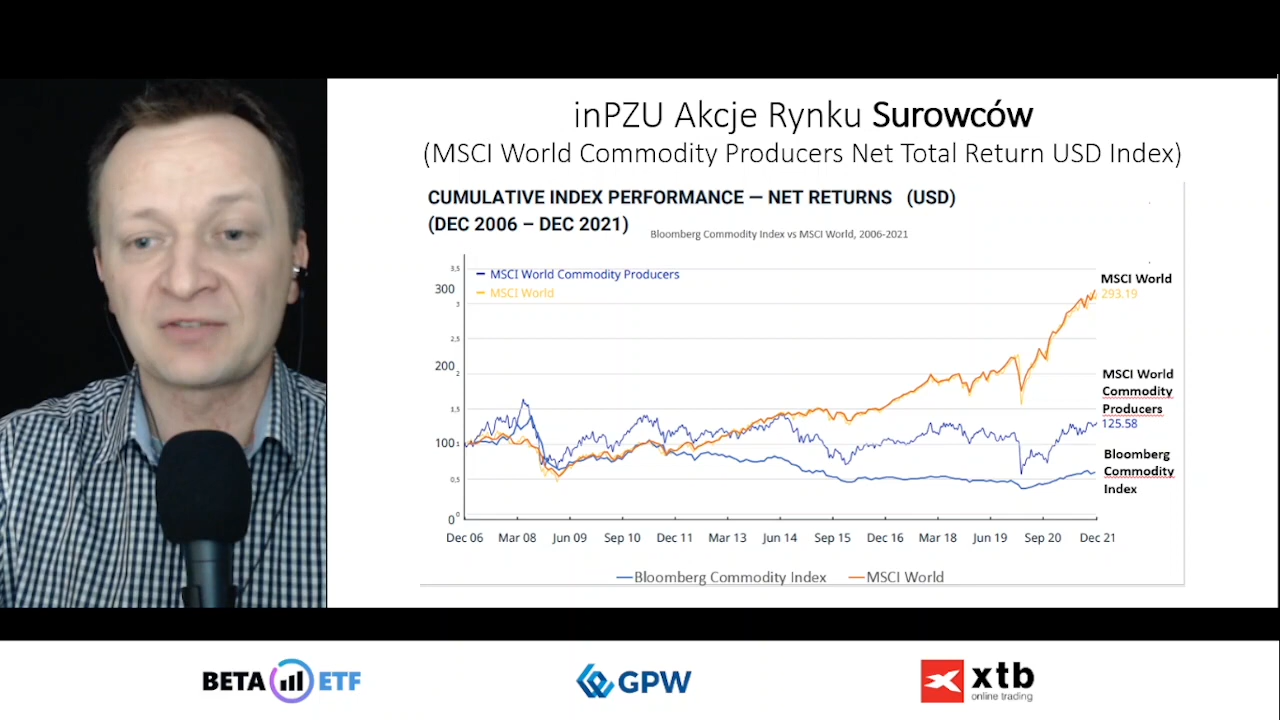 inPZU Akcje Rynku Surowców
(MSCI World Commodity Producers Net Total Return USD Index)
CUMULATIVE INDEX PERFORMANCE — NET RETURNS (USD)
(DEC 2006 – DEC 2021)
Bloomberg Commodity Index vs MSCI World, 2006-2021
MSCI World Commodity Producers
MSCI World
3,5
300
3
2,5
200
2
1,5
100
1
0,5
0
0
MSCI World
293.19
MSCI World
Commodity
Producers
125.58
Bloomberg
Commodity
Index
Dec 06 Mar 08 Jun 09 Sep 10 Dec 11 Mar 13 Jun 14 Sep 15 Dec 16 Mar 18 Jun 19 Sep 20 Dec 21
Bloomberg Commodity Index MSCI World
BETA ETF
GPW
xtb
online trading